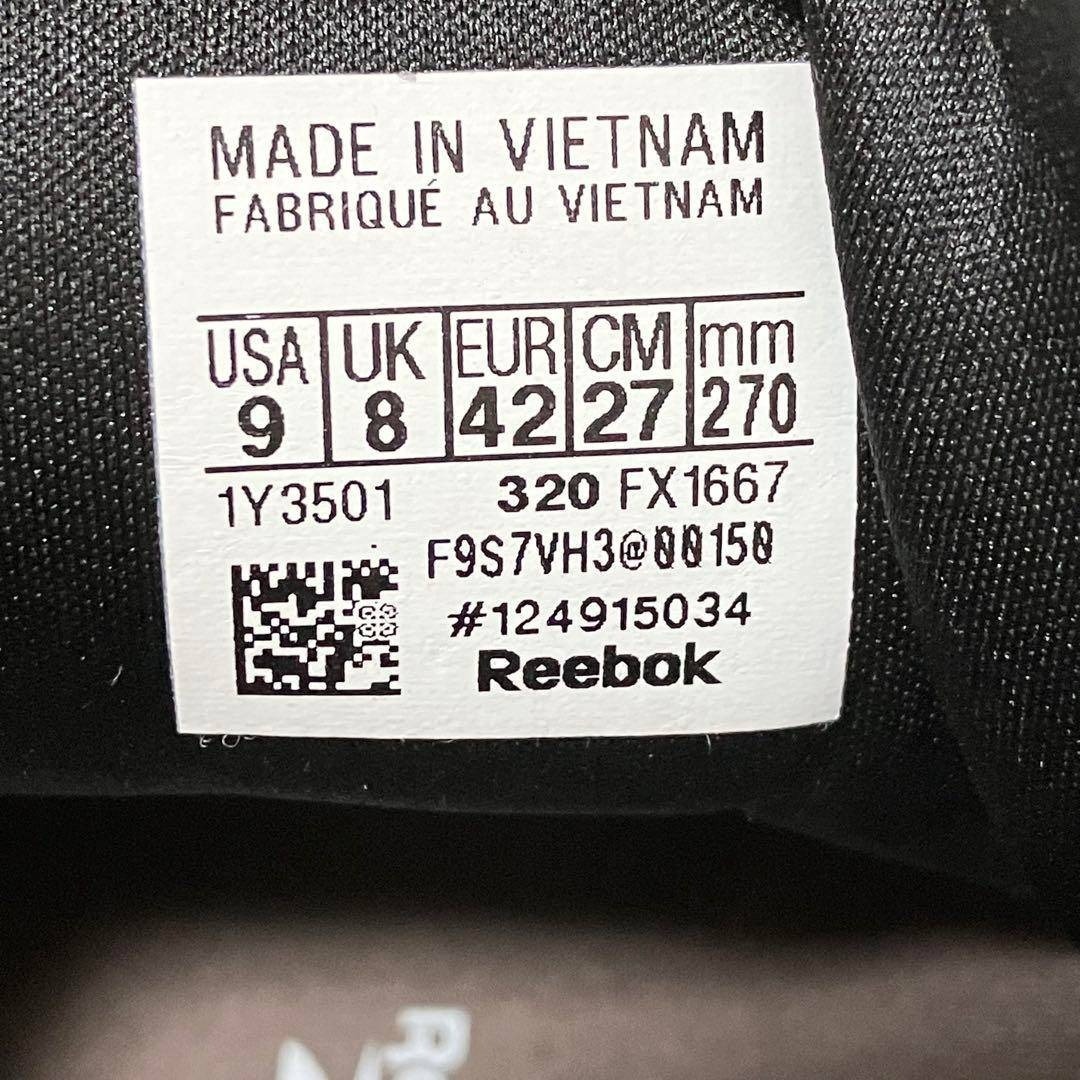 MADE IN VIETNAM
FABRIQUÉ AU VIETNAM
USA UK EUR CM mm
9 8 42 27 270
1Y3501 320 FX1667
F9S7VH3@00150
#124915034
Reebok